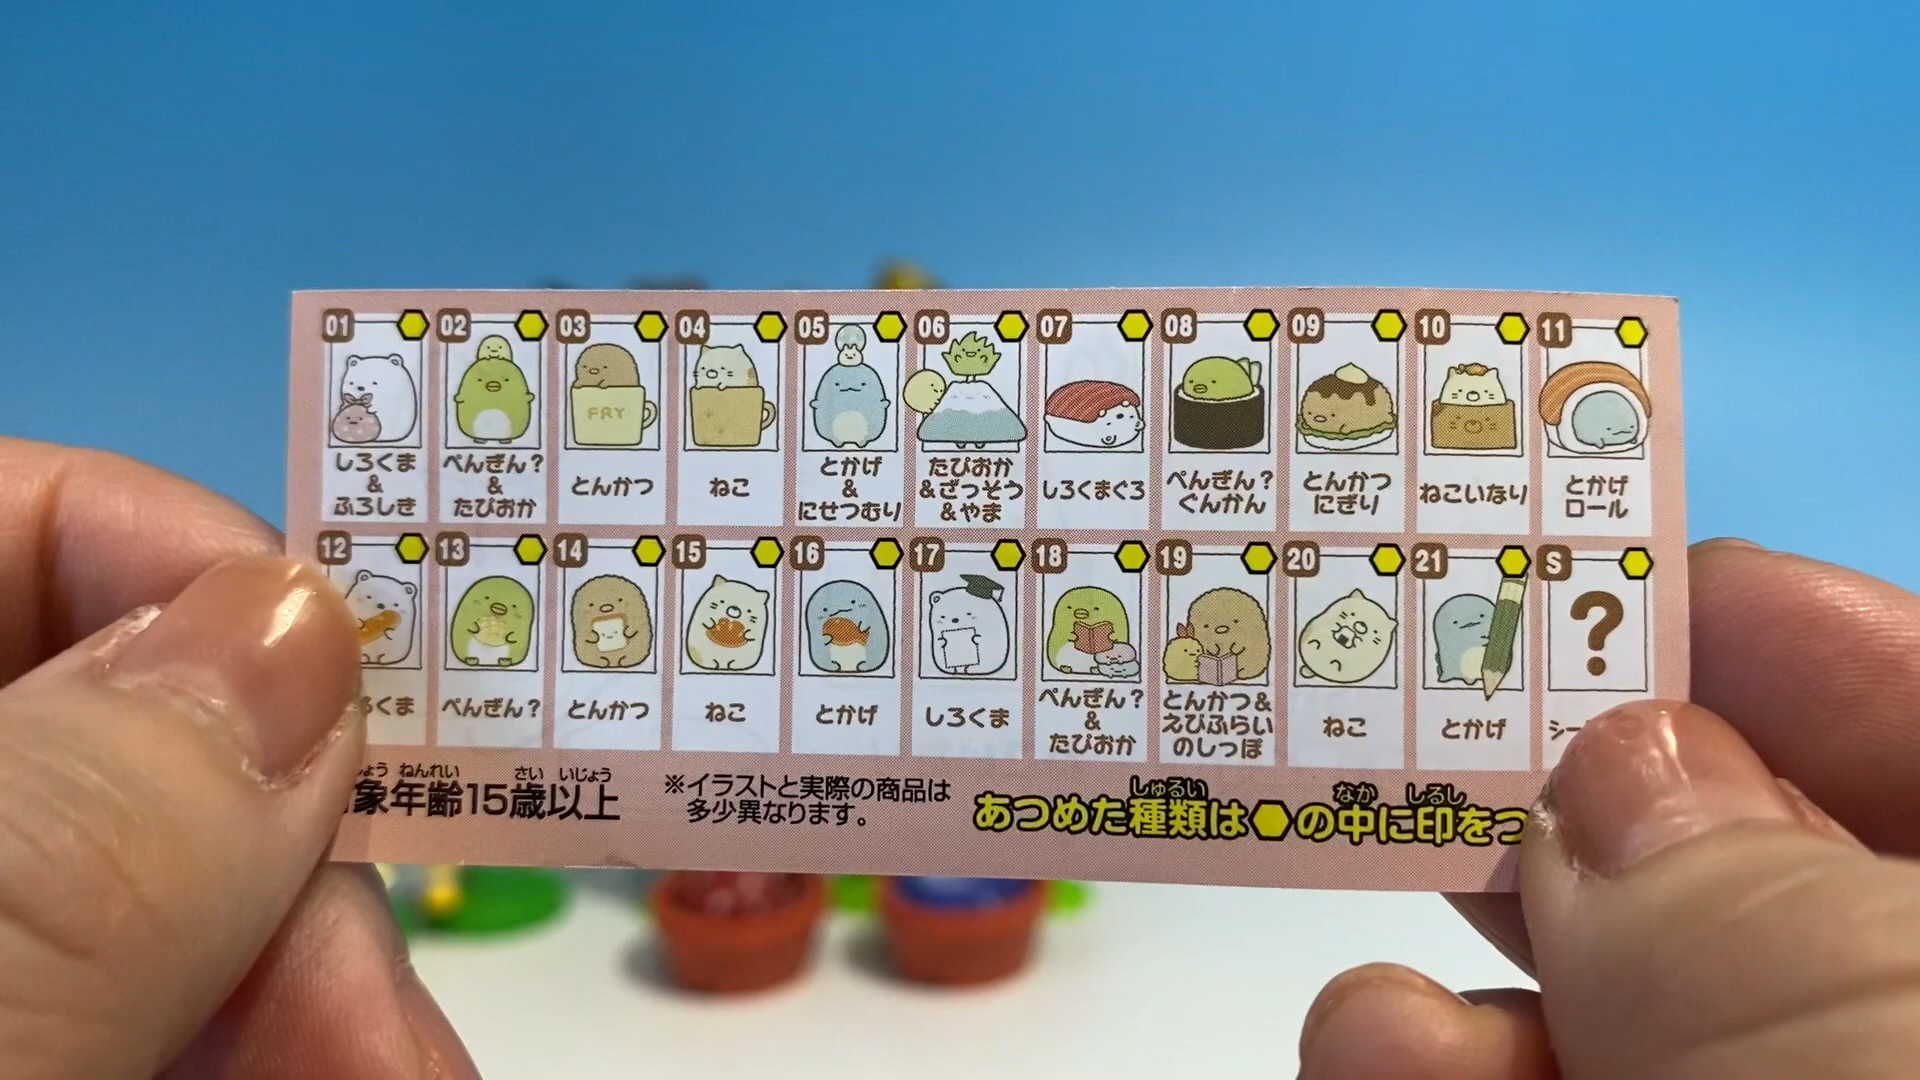 01
しろくま
&
ふろしき
02
ぺんぎん?
&
たぴおか
03
FRY
とんかつ
04
ねこ
05
とかげ
&
にせつむり
06
たぴおか
&ざっそう
&やま
07
しろくまぐろ
08
ぺんぎん?
ぐんかん
09
とんかつ
にぎり
10
ねこいなり
11
とかげ
ロール
12
くま
13
ぺんぎん?
14
とんかつ
15
ねこ
16
とかげ
17
しろくま
18
ぺんぎん?
&
たぴおか
19
とんかつ&
えびふらい
のしっぽ
20
ねこ
21
とかげ
S
?
シー
象年齢15歳以上
ねんれい さい いじょう
※イラストと実際の商品は
多少異なります。
しゅるい なか しるし
あつめた種類は の中に印をつ